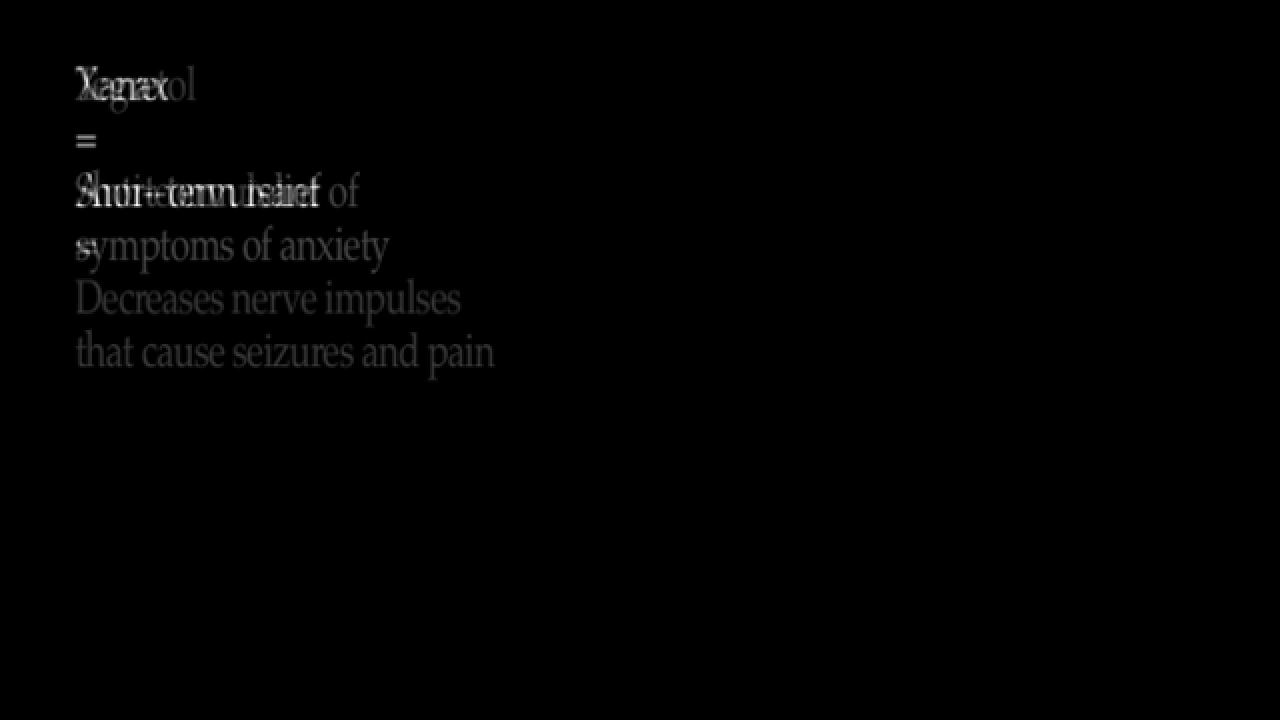 Xanax
=
Short-term relief of
symptoms of anxiety
Decreases nerve impulses
that cause seizures and pain